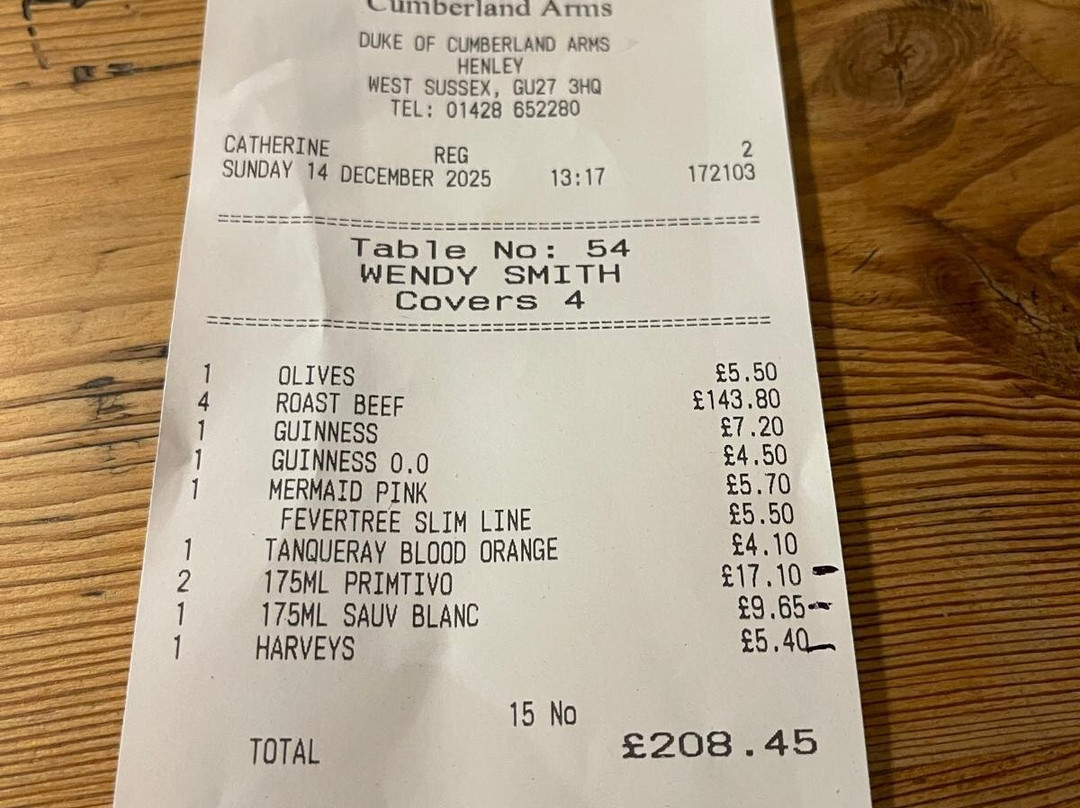 Cumberland Arms
DUKE OF CUMBERLAND ARMS
HENLEY
WEST SUSSEX, GU27 3HQ
TEL: 01428 652280
CATHERINE REG 2
SUNDAY 14 DECEMBER 2025 13:17 172103
Table No: 54
WENDY SMITH
Covers 4
1 OLIVES £5.50
4 ROAST BEEF £143.80
1 GUINNESS £7.20
1 GUINNESS 0.0 £4.50
1 MERMAID PINK £5.70
FEVERTREE SLIM LINE £5.50
1 TANQUERAY BLOOD ORANGE £4.10
2 175ML PRIMTIVO £17.10
1 175ML SAUV BLANC £9.65
1 HARVEYS £5.40
15 No
TOTAL £208.45